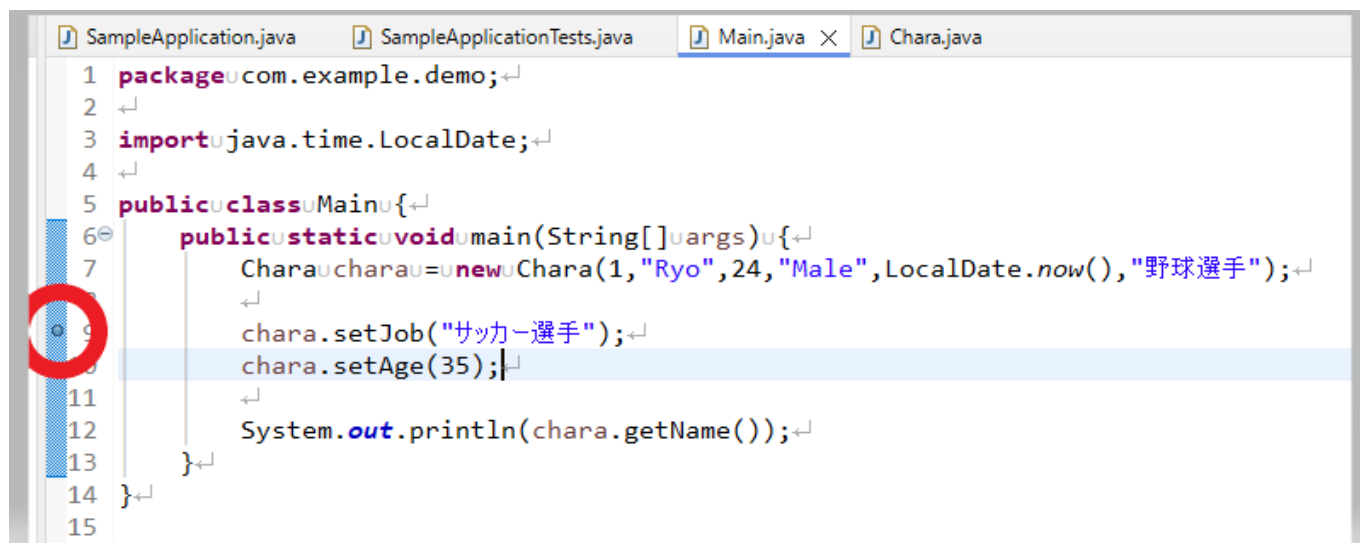 SampleApplication.java SampleApplicationTests.java Main.java Chara.java
1 package com.example.demo;
2
3 import java.time.LocalDate;
4
5 public class Main {
6 public static void main(String[] args) {
7 Chara chara = new Chara(1,"Ryo",24,"Male",LocalDate.now(),"野球選手");
9 chara.setJob("サッカー選手");
chara.setAge(35);
11
12 System.out.println(chara.getName());
13 }
14 }
15